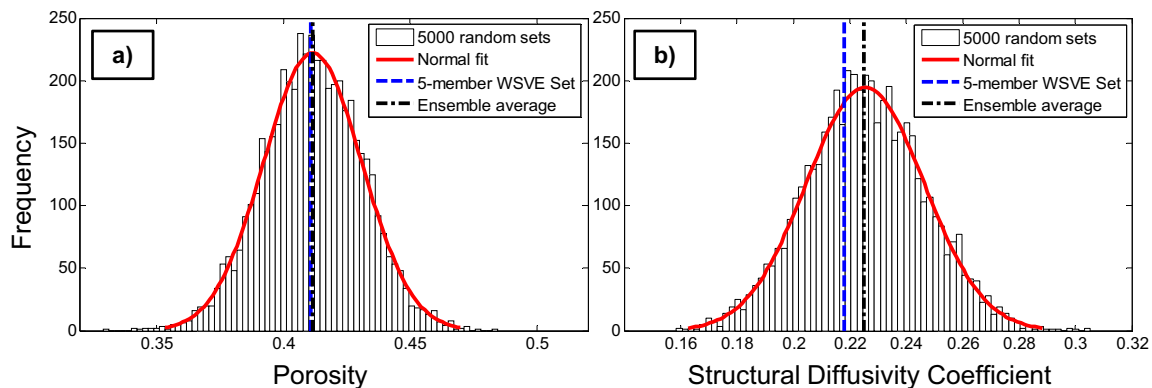 a)
5000 random sets
Normal fit
5-member WSVE Set
Ensemble average
250
200
150
100
50
0
Frequency
0.35
0.4
0.45
0.5
Porosity
b)
5000 random sets
Normal fit
5-member WSVE Set
Ensemble average
250
200
150
100
50
0
0.16
0.18
0.2
0.22
0.24
0.26
0.28
0.3
0.32
Structural Diffusivity Coefficient